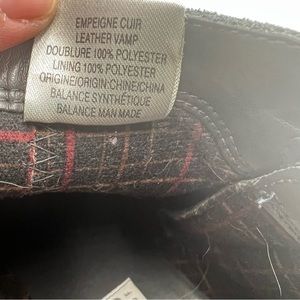 EMPEIGNE CUIR
LEATHER VAMP
DOUBLURE 100% POLYESTER
LINING 100% POLYESTER
ORIGINE/ORIGIN:CHINE/CHINA
BALANCE SYNTHÉTIQUE
BALANCE MAN MADE